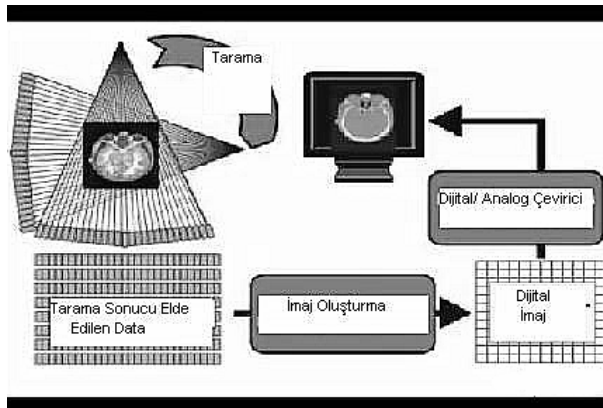 Tarama
Dijital/ Analog Çevirici
Tarama Sonucu Elde
Edilen Data
İmaj Oluşturma
Dijital
İmaj